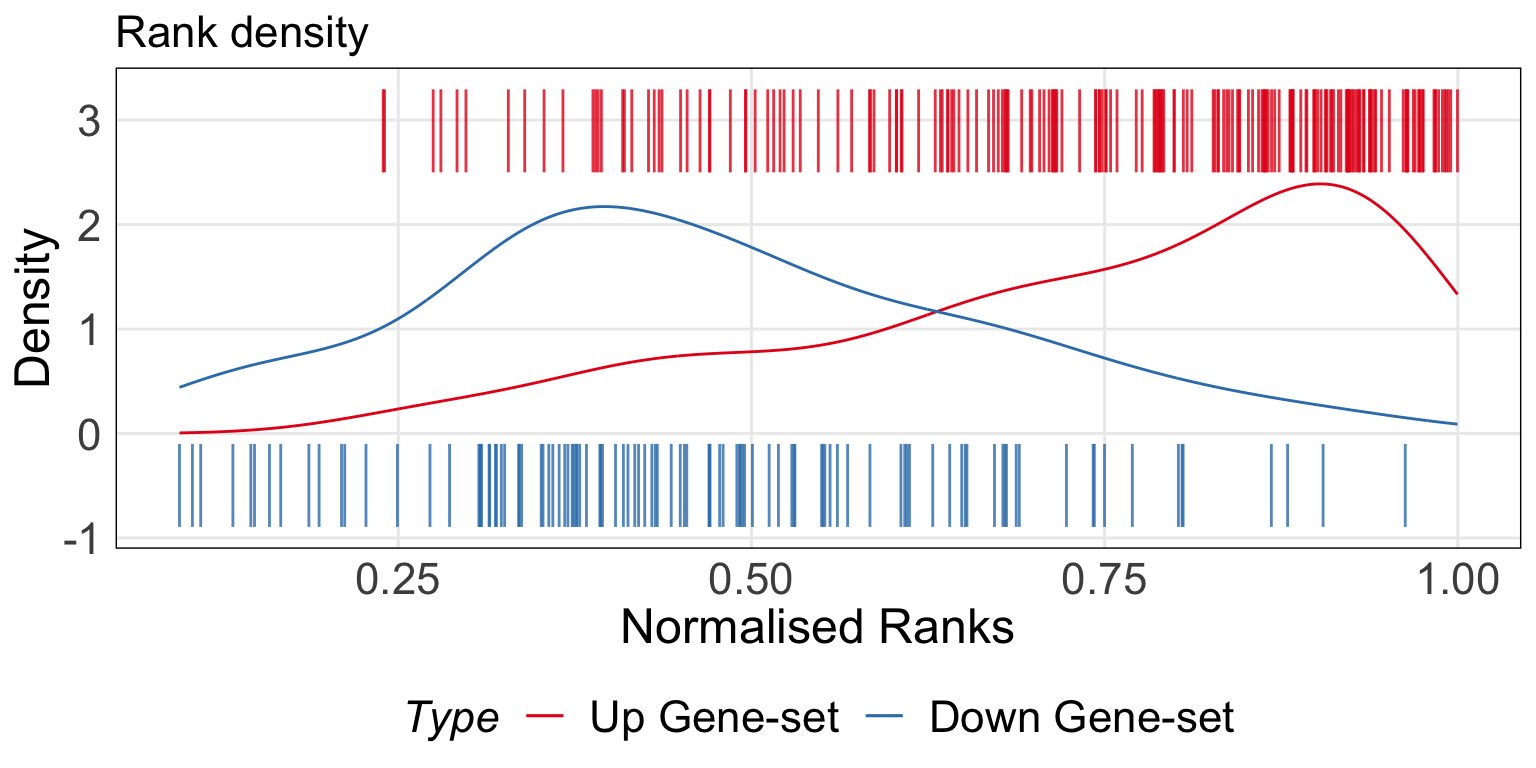 Rank density
Density
3
2
1
0
-1
0.25 0.50 0.75 1.00
Normalised Ranks
Type Up Gene-set Down Gene-set